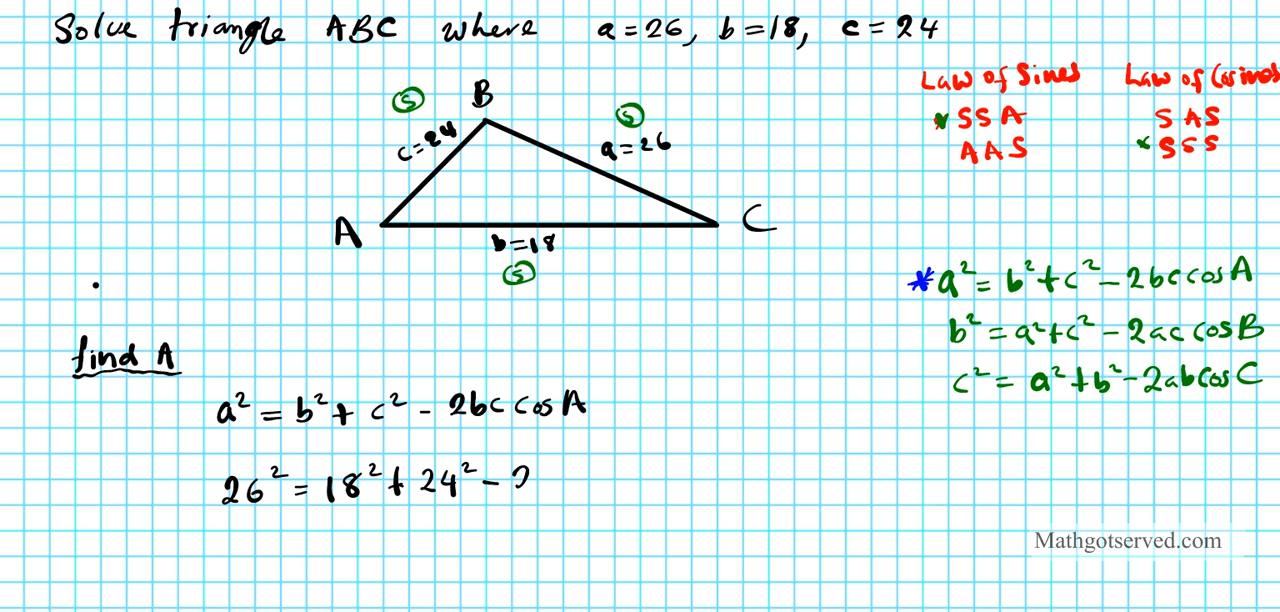 Solve triangle ABC where a = 26, b = 18, c = 24
Law of Sines
* SSA
AAS
Law of Cosines
SAS
* SSS
B
S
c = 24
S
a = 26
A
C
b = 18
S
* a² = b² + c² - 2bc cos A
b² = a² + c² - 2ac cos B
c² = a² + b² - 2ab cos C
find A
a² = b² + c² - 2bc cos A
26² = 18² + 24² -
Mathgotserved.com